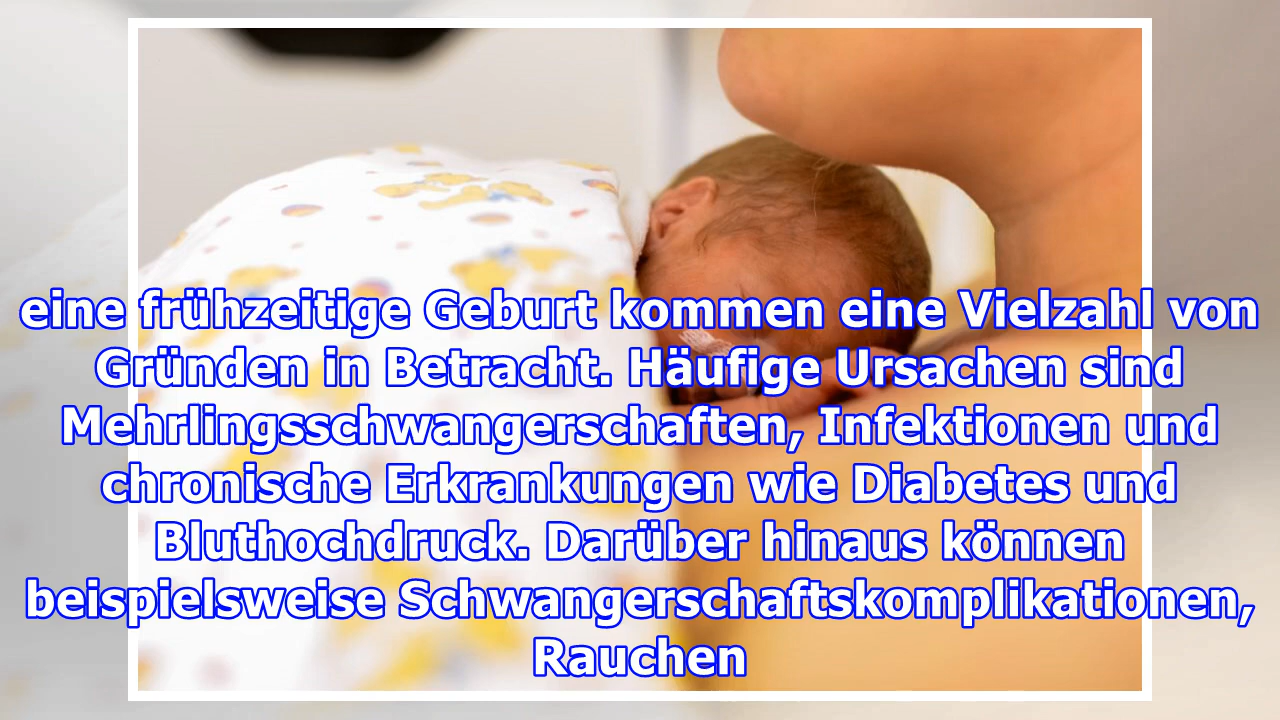 eine frühzeitige Geburt kommen eine Vielzahl von
Gründen in Betracht. Häufige Ursachen sind
Mehrlingsschwangerschaften, Infektionen und
chronische Erkrankungen wie Diabetes und
Bluthochdruck. Darüber hinaus können
beispielsweise Schwangerschaftskomplikationen,
Rauchen